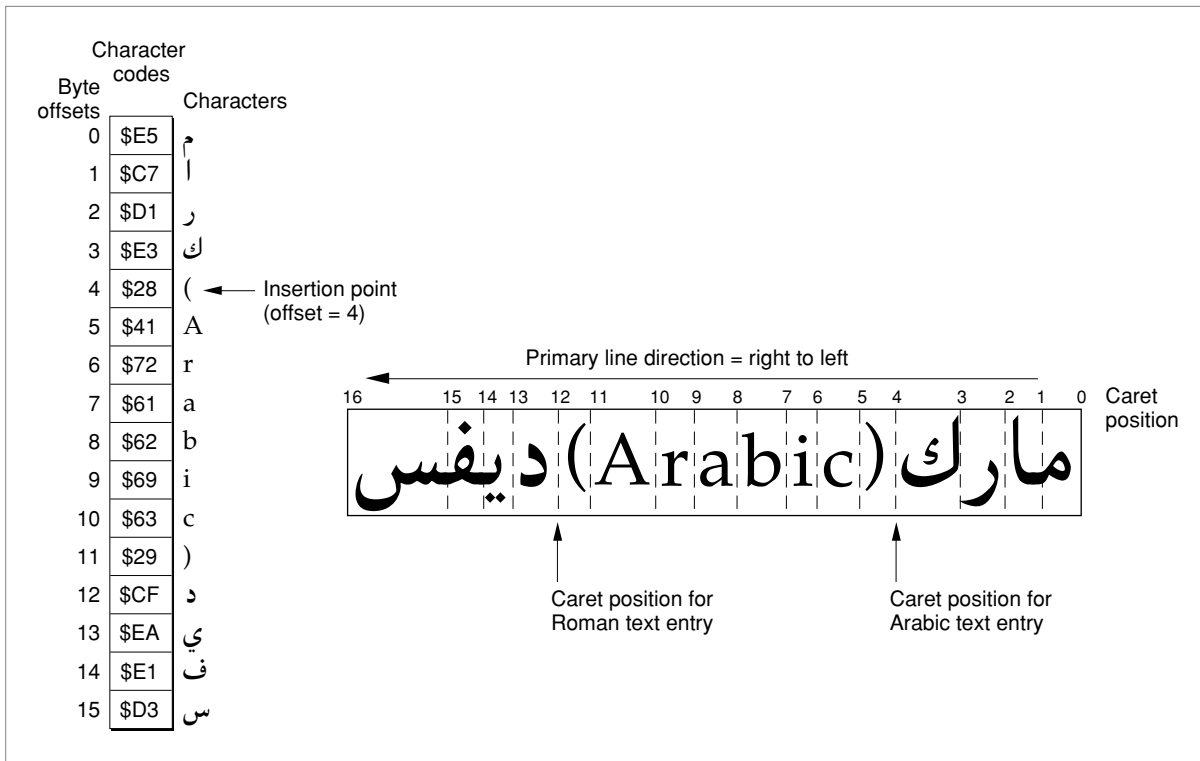 Character
codes
Byte
offsets
Characters
0 $E5 م
1 $C7 ا
2 $D1 ر
3 $E3 ك
4 $28 (
Insertion point
(offset = 4)
5 $41 A
6 $72 r
7 $61 a
8 $62 b
9 $69 i
10 $63 c
11 $29 )
12 $CF د
13 $EA ي
14 $E1 ف
15 $D3 س
Primary line direction = right to left
16 15 14 13 12 11 10 9 8 7 6 5 4 3 2 1 0
Caret
position
مارك(Arabic)ديفس
Caret position for
Roman text entry
Caret position for
Arabic text entry